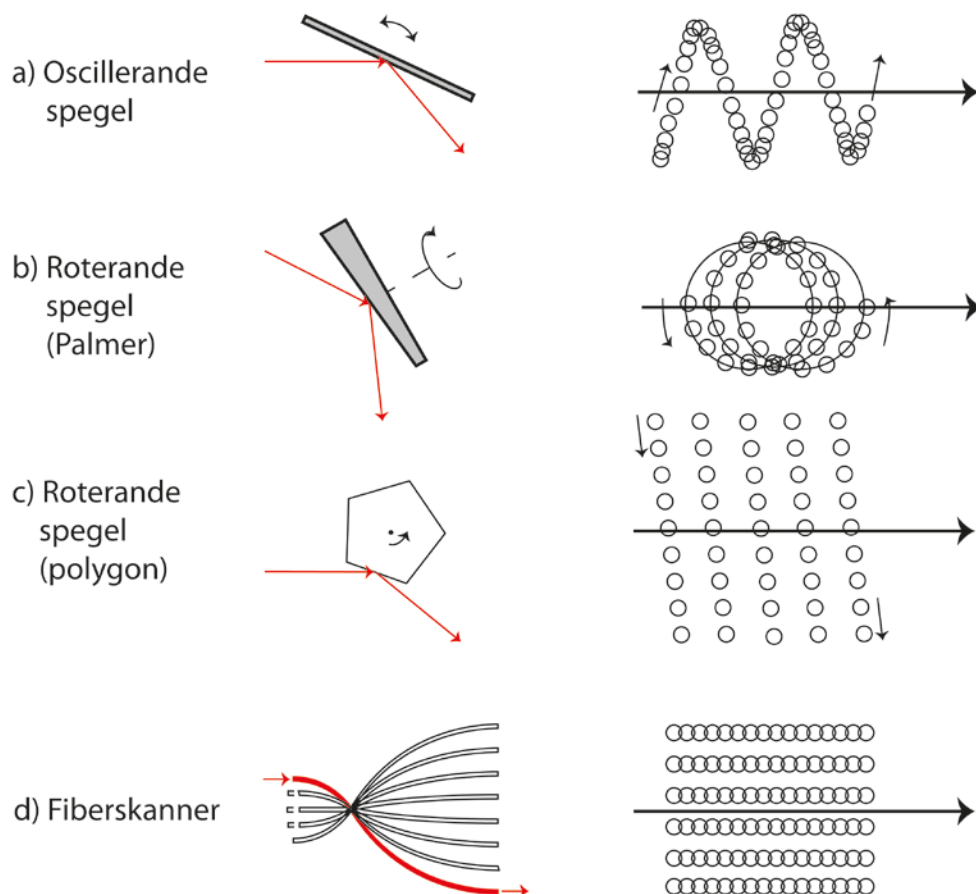 a) Oscillerande
spegel
b) Roterande
spegel
(Palmer)
c) Roterande
spegel
(polygon)
d) Fiberskanner